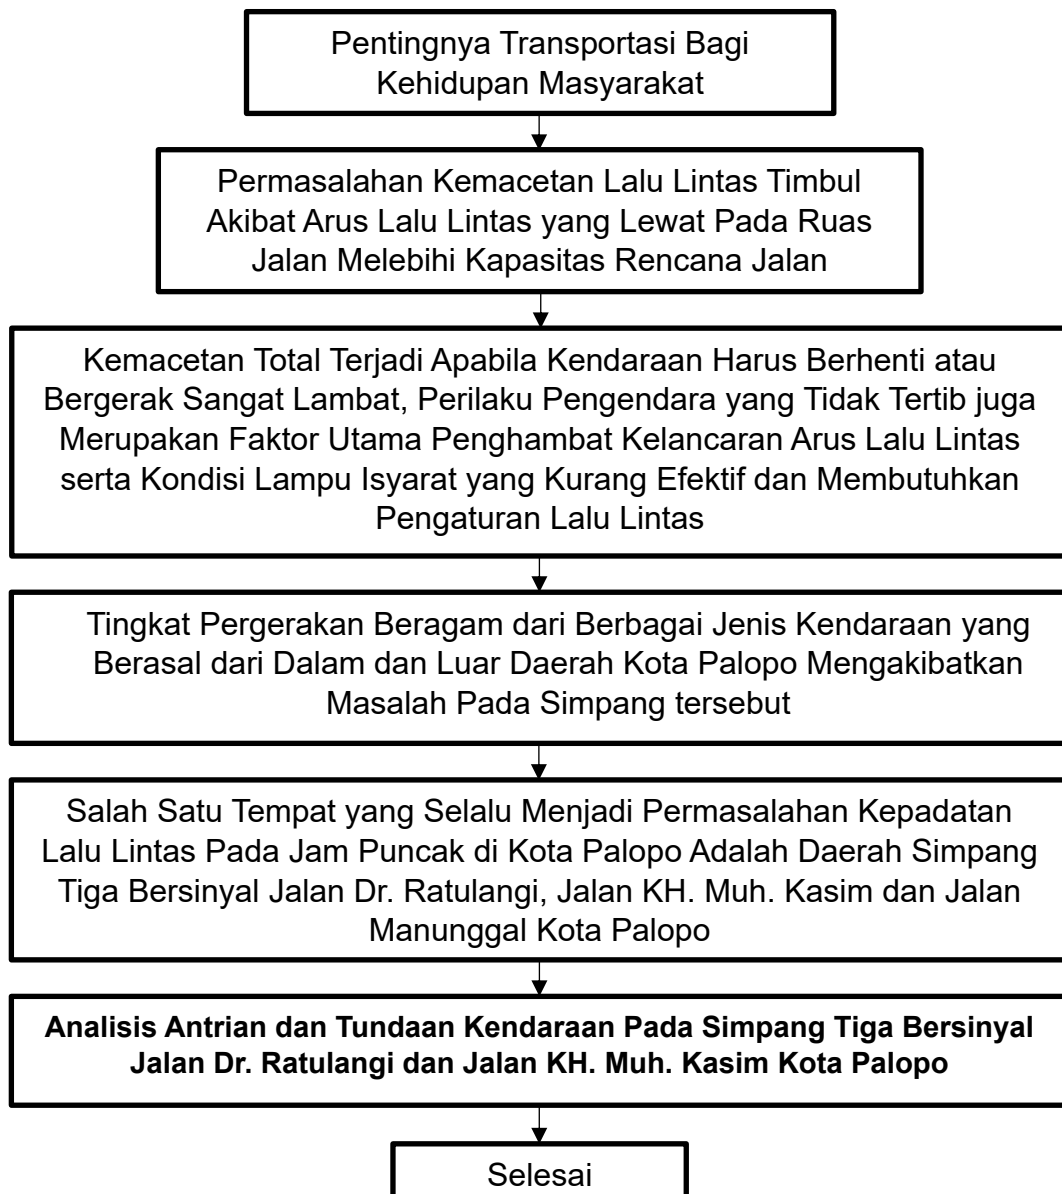 Pentingnya Transportasi Bagi
Kehidupan Masyarakat
Permasalahan Kemacetan Lalu Lintas Timbul
Akibat Arus Lalu Lintas yang Lewat Pada Ruas
Jalan Melebihi Kapasitas Rencana Jalan
Kemacetan Total Terjadi Apabila Kendaraan Harus Berhenti atau
Bergerak Sangat Lambat, Perilaku Pengendara yang Tidak Tertib juga
Merupakan Faktor Utama Penghambat Kelancaran Arus Lalu Lintas
serta Kondisi Lampu Isyarat yang Kurang Efektif dan Membutuhkan
Pengaturan Lalu Lintas
Tingkat Pergerakan Beragam dari Berbagai Jenis Kendaraan yang
Berasal dari Dalam dan Luar Daerah Kota Palopo Mengakibatkan
Masalah Pada Simpang tersebut
Salah Satu Tempat yang Selalu Menjadi Permasalahan Kepadatan
Lalu Lintas Pada Jam Puncak di Kota Palopo Adalah Daerah Simpang
Tiga Bersinyal Jalan Dr. Ratulangi, Jalan KH. Muh. Kasim dan Jalan
Manunggal Kota Palopo
Analisis Antrian dan Tundaan Kendaraan Pada Simpang Tiga Bersinyal
Jalan Dr. Ratulangi dan Jalan KH. Muh. Kasim Kota Palopo
Selesai